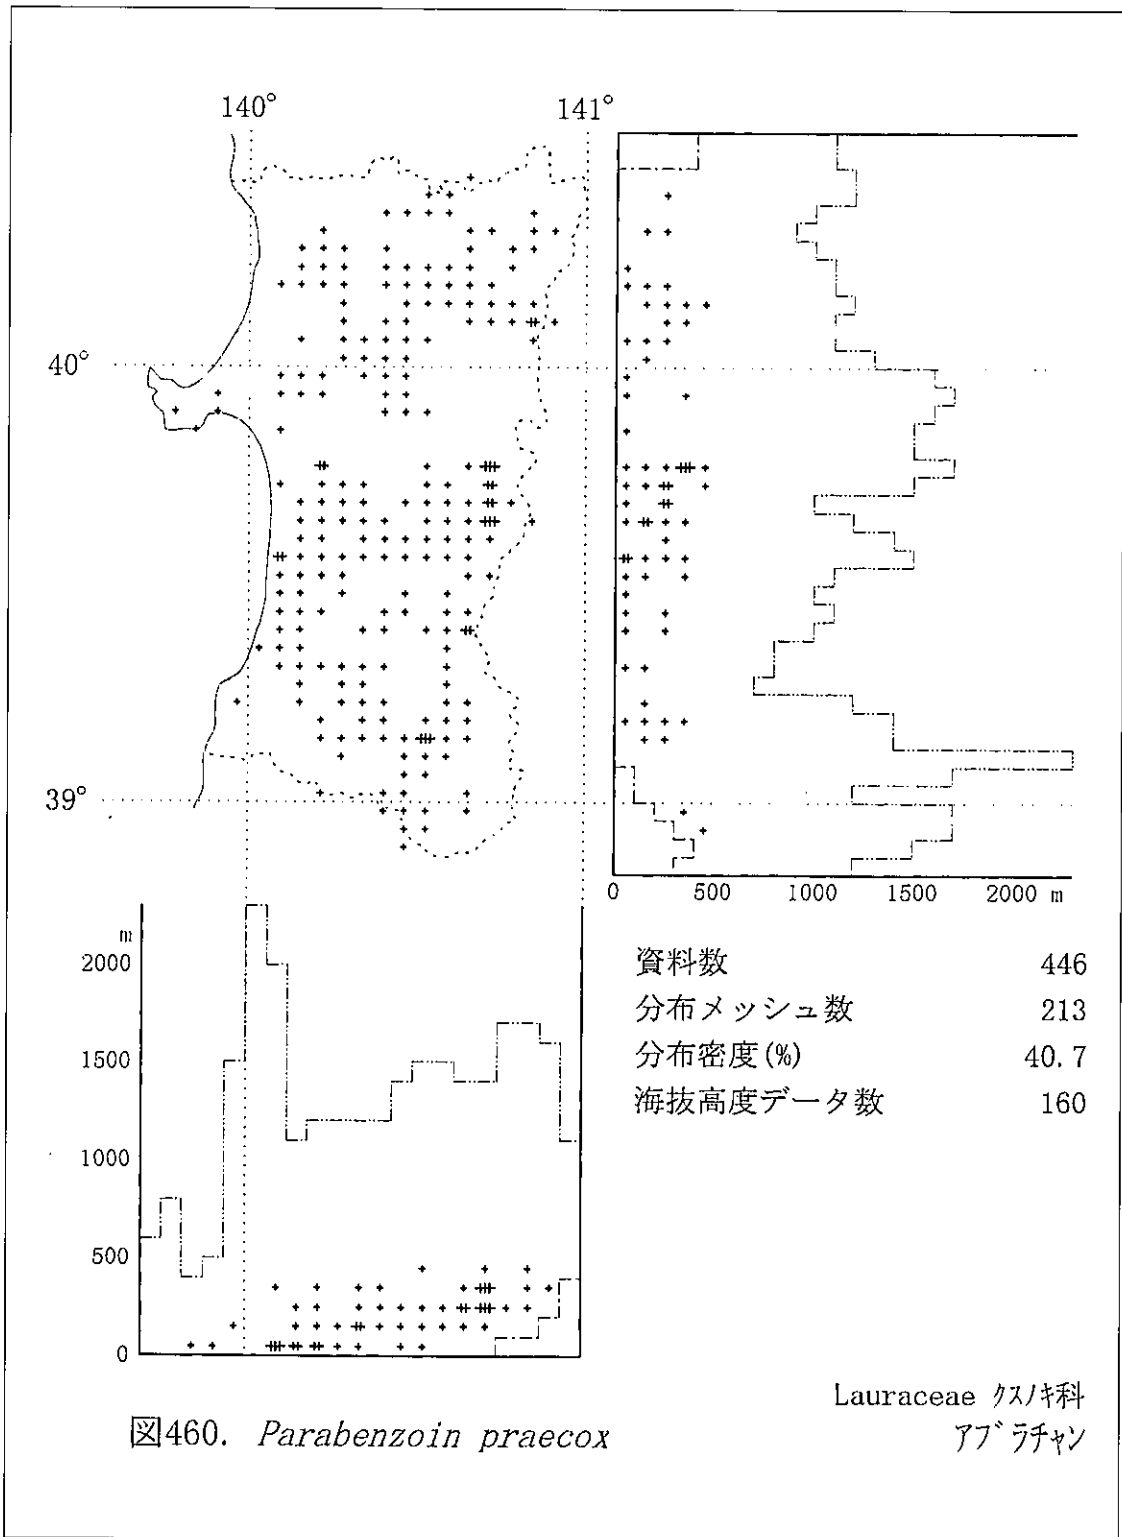 140°
141°
40°
39°
0 500 1000 1500 2000 m
m
2000
1500
1000
500
0
資料数 446
分布メッシュ数 213
分布密度(%) 40.7
海抜高度データ数 160
Lauraceae クスノキ科
アブラチャン
図460. Parabenzoin praecox